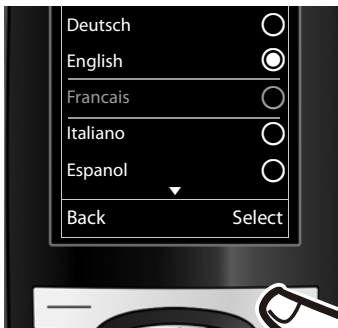 Deutsch
English
Francais
Italiano
Espanol
Back Select